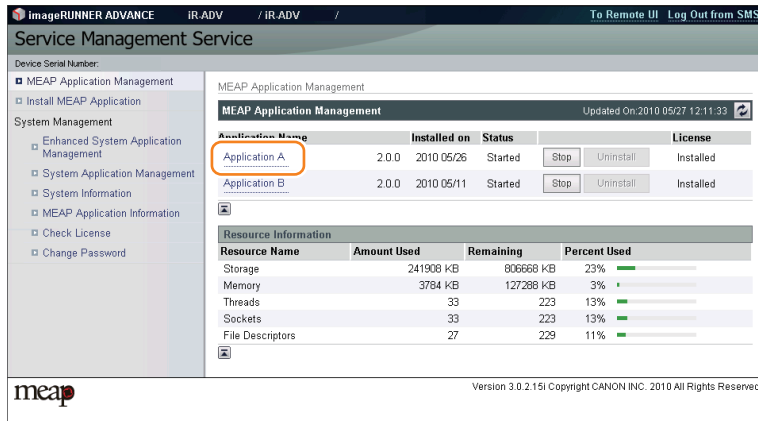 imageRUNNER ADVANCE iR-ADV / iR-ADV / To Remote UI Log Out from SMS
Service Management Service
Device Serial Number:
MEAP Application Management
Install MEAP Application
System Management
Enhanced System Application
Management
System Application Management
System Information
MEAP Application Information
Check License
Change Password
MEAP Application Management
MEAP Application Management Updated On:2010 05/27 12:11:33
Application Name Installed on Status License
Application A 2.0.0 2010 05/26 Started Stop Uninstall Installed
Application B 2.0.0 2010 05/11 Started Stop Uninstall Installed
Resource Information
Resource Name Amount Used Remaining Percent Used
Storage 241908 KB 806668 KB 23%
Memory 3784 KB 127288 KB 3%
Threads 33 223 13%
Sockets 33 223 13%
File Descriptors 27 229 11%
meap
Version 3.0.2.15i Copyright CANON INC. 2010 All Rights Reserved